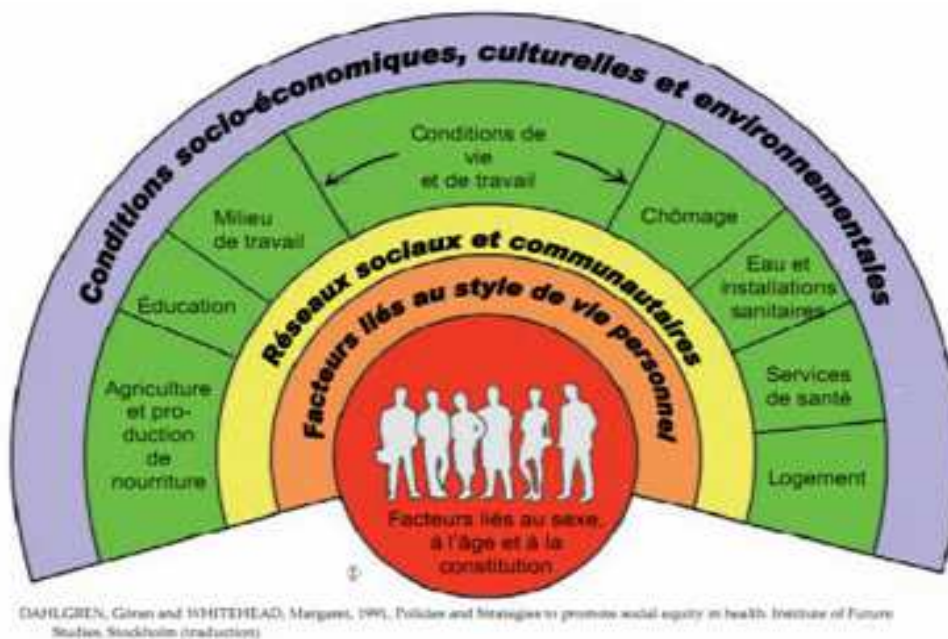 Conditions socio-économiques, culturelles et environnementales
Conditions de
vie
et de travail
Milieu
de travail
Éducation
Agriculture
et pro-
duction
de
nourriture
Chômage
Eau et
installations
sanitaires
Services
de santé
Logement
Réseaux sociaux et communautaires
Facteurs liés au style de vie personnel
Facteurs liés au sexe,
à l'âge et à la
constitution
DAHLGREN, Göran and WHITEHEAD, Margaret, 1991, Policies and Strategies to promote social equity in health. Institute of Future
Studies. Stockholm (traduction)